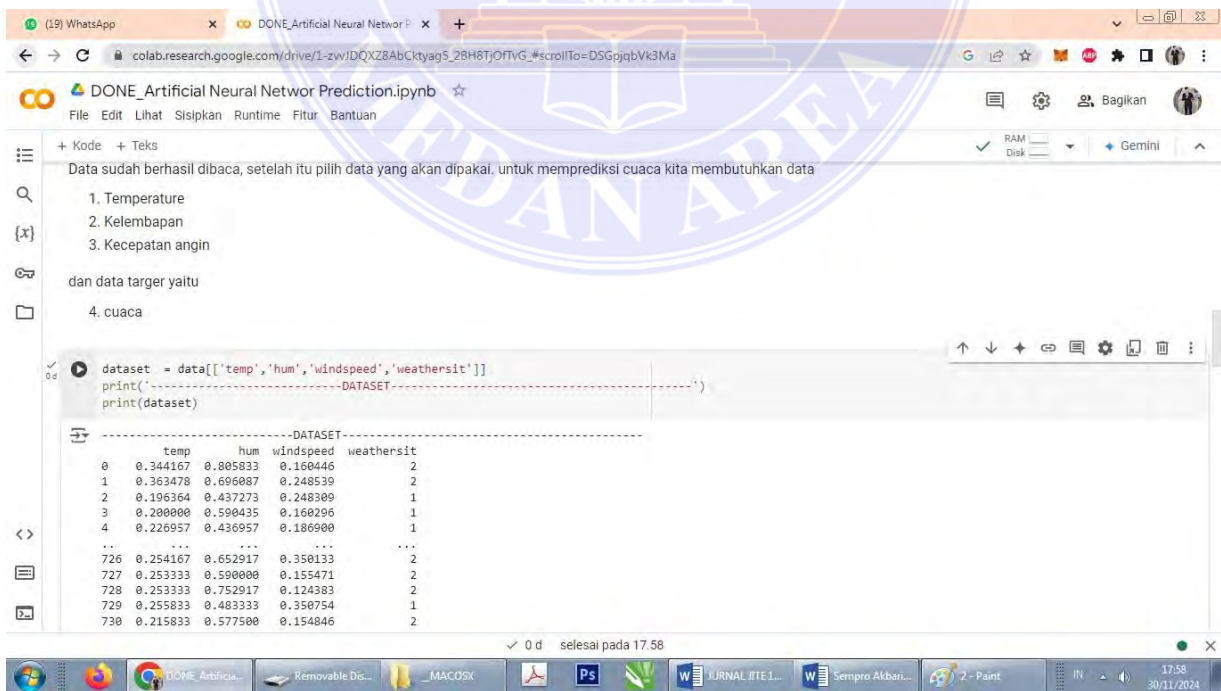 (19) WhatsApp
DONE_Artificial Neural Networ P
colab.research.google.com/drive/1-zwJDQXZ8AbCktyag5_2BH8TjOfTvG_#scrollTo=DSGpjqbVk3Ma
DONE_Artificial Neural Networ Prediction.ipynb
File Edit Lihat Sisipkan Runtime Fitur Bantuan
Bagikan
+ Kode + Teks
RAM
Disk
Gemini
MEDAN AREA
Data sudah berhasil dibaca, setelah itu pilih data yang akan dipakai. untuk memprediksi cuaca kita membutuhkan data
1. Temperature
2. Kelembapan
3. Kecepatan angin
dan data targer yaitu
4. cuaca
0 d
dataset = data[['temp','hum','windspeed','weathersit']]
print('----------------------------DATASET--------------------------------------------')
print(dataset)
----------------------------DATASET--------------------------------------------
temp hum windspeed weathersit
0 0.344167 0.805833 0.160446 2
1 0.363478 0.696087 0.248539 2
2 0.196364 0.437273 0.248309 1
3 0.200000 0.590435 0.160296 1
4 0.226957 0.436957 0.186900 1
.. ... ... ... ...
726 0.254167 0.652917 0.350133 2
727 0.253333 0.590000 0.155471 2
728 0.253333 0.752917 0.124383 2
729 0.255833 0.483333 0.350754 1
730 0.215833 0.577500 0.154846 2
0 d selesai pada 17.58
DONE_Artificia...
Removable Dis...
_MACOSX
Ps
JURNAL JITE 1...
Sempro Akbari...
2 - Paint
IN
17:58
30/11/2024